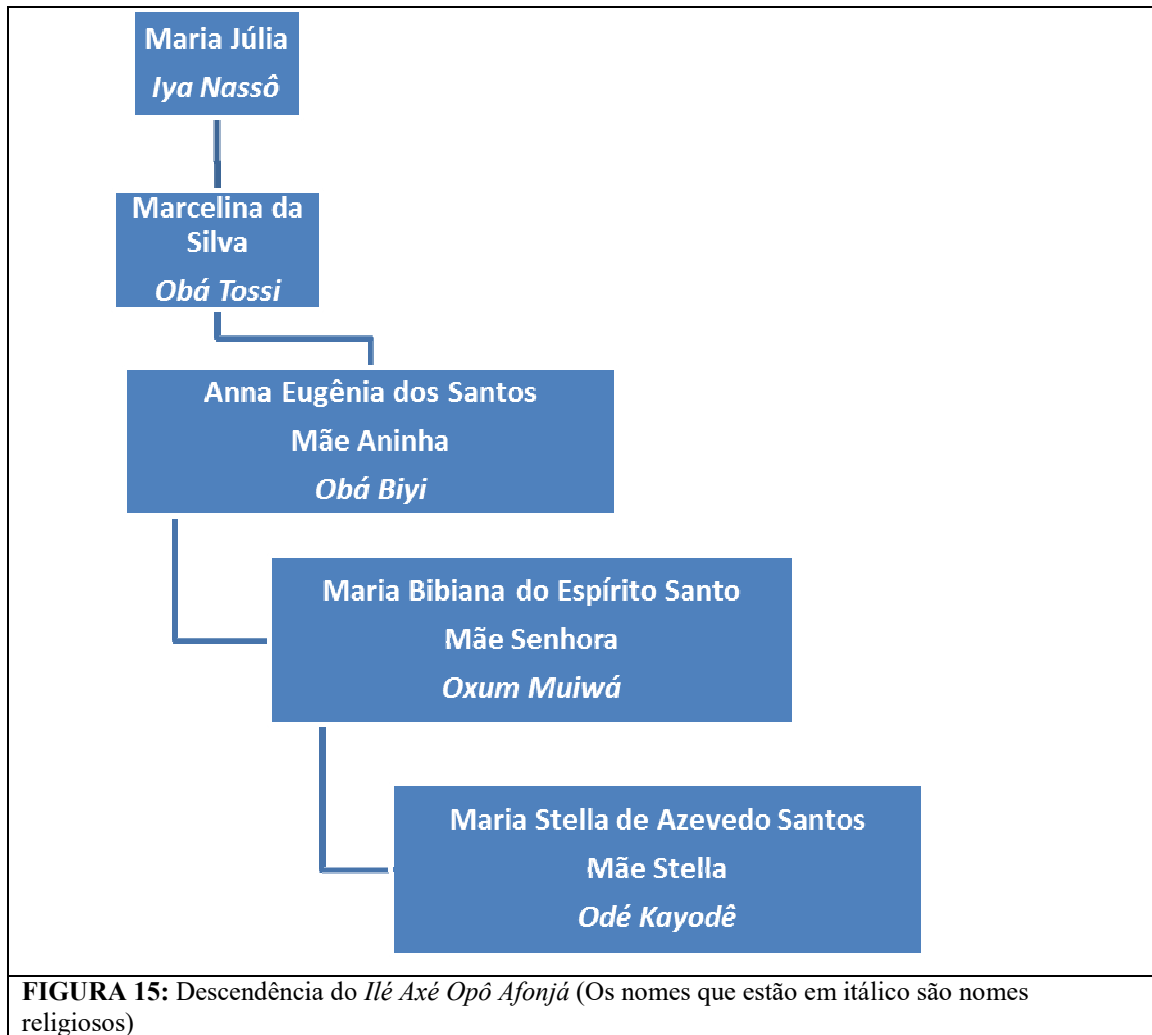 Maria Júlia
Iya Nassô
Marcelina da
Silva
Obá Tossi
Anna Eugênia dos Santos
Mãe Aninha
Obá Biyi
Maria Bibiana do Espírito Santo
Mãe Senhora
Oxum Muiwá
Maria Stella de Azevedo Santos
Mãe Stella
Odé Kayodê
FIGURA 15: Descendência do Ilé Axé Opô Afonjá (Os nomes que estão em itálico são nomes
religiosos)